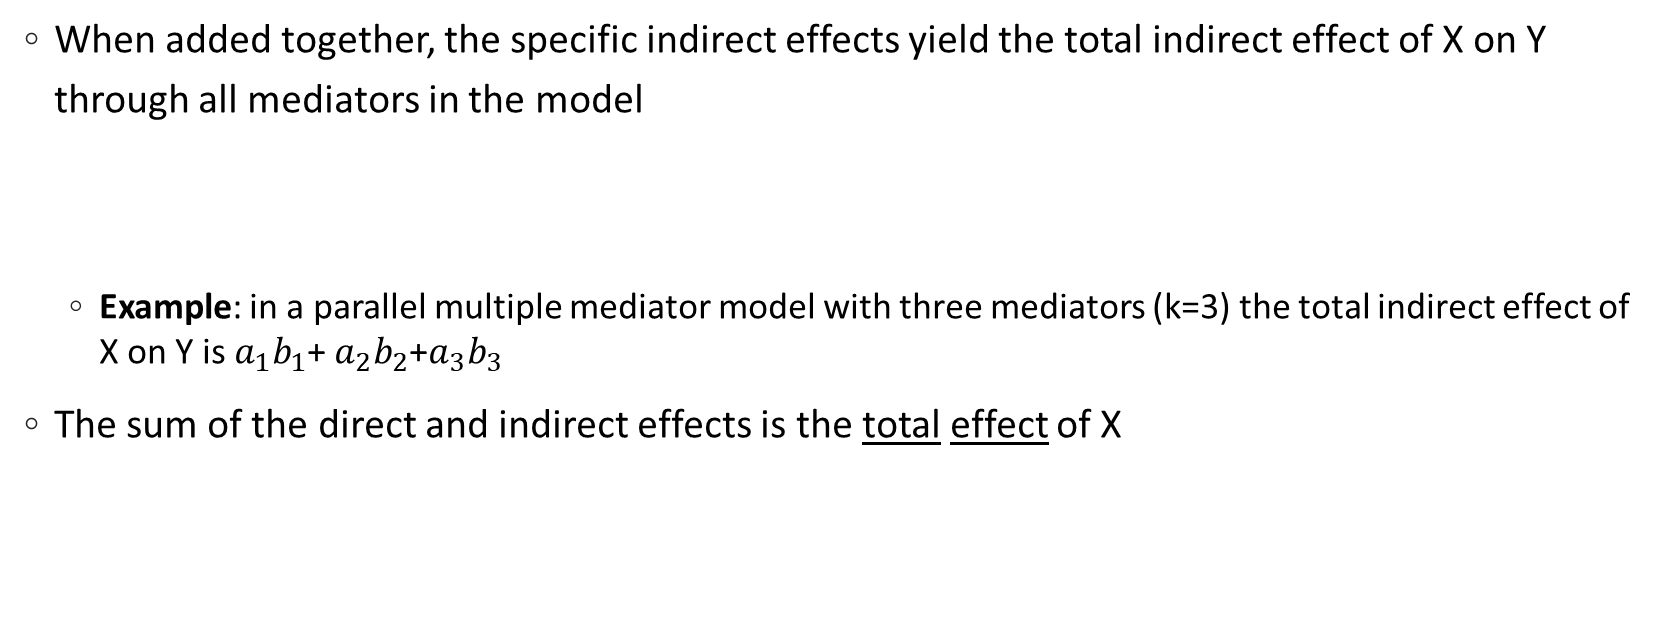 ◦ When added together, the specific indirect effects yield the total indirect effect of X on Y
through all mediators in the model
◦ Example: in a parallel multiple mediator model with three mediators (k=3) the total indirect effect of
X on Y is 𝑎₁𝑏₁+ 𝑎₂𝑏₂+𝑎₃𝑏₃
◦ The sum of the direct and indirect effects is the total effect of X